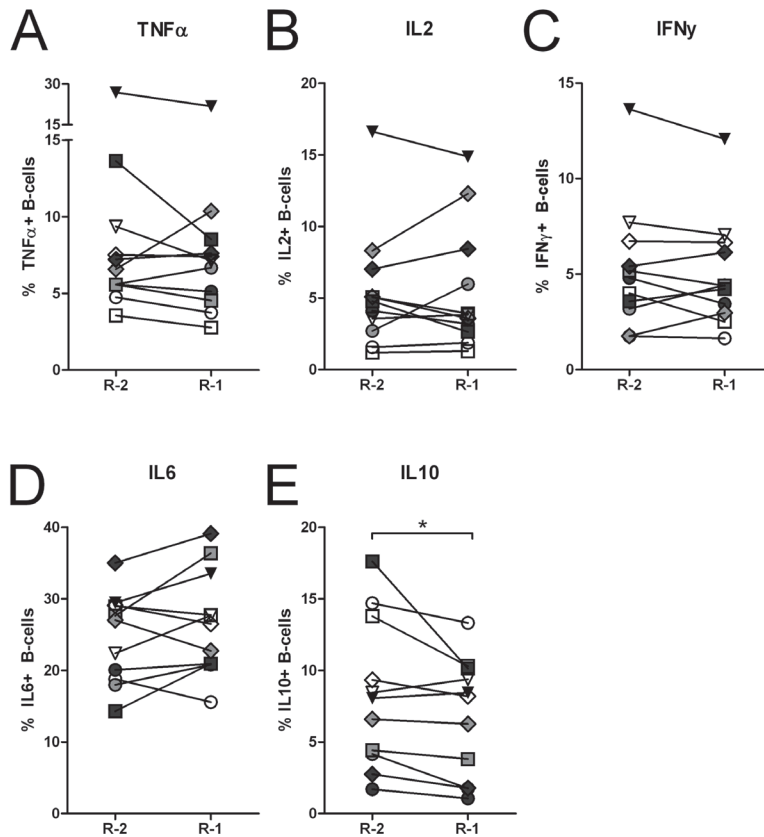 A TNFα
% TNFα+ B-cells
30
15
15
10
5
0
R-2 R-1
B IL2
% IL2+ B-cells
20
15
10
5
0
R-2 R-1
C IFNy
% IFNγ+ B-cells
15
10
5
0
R-2 R-1
D IL6
% IL6+ B-cells
40
30
20
10
0
R-2 R-1
E IL10
% IL10+ B-cells
20
15
10
5
0
*
R-2 R-1